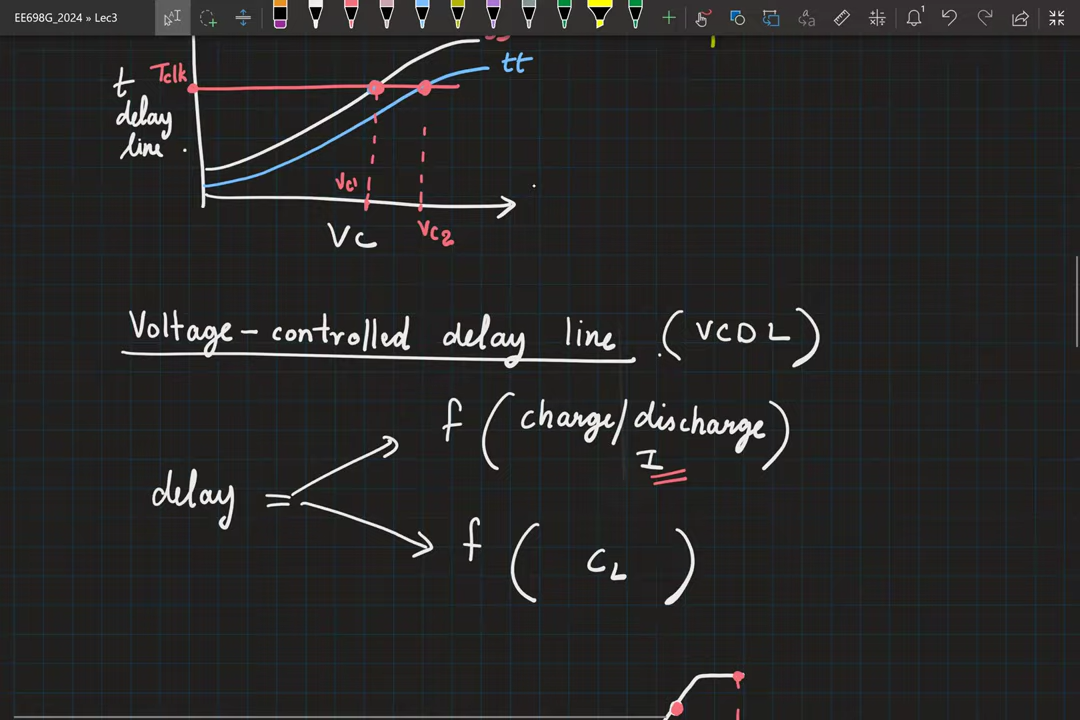 EE698G_2024 » Lec3
tt
Tclk
t
delay
line
Vc1
VC
VC2
Voltage-controlled delay line (VCDL)
f (charge/discharge)
I
delay =
f ( CL )